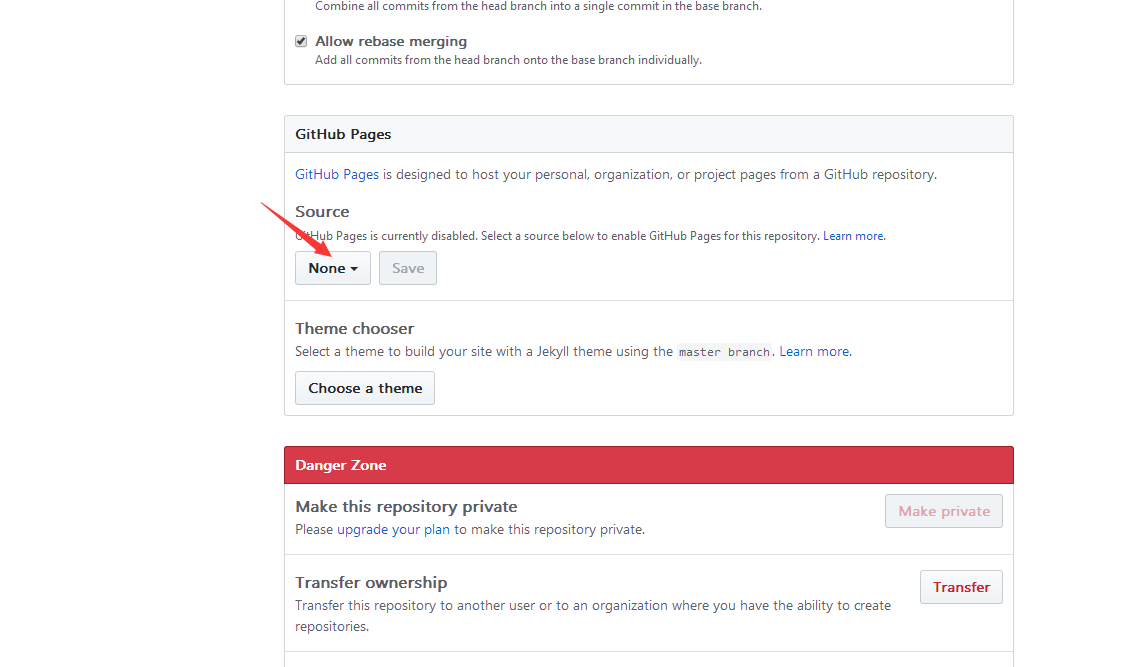 Combine all commits from the head branch into a single commit in the base branch.
Allow rebase merging
Add all commits from the head branch onto the base branch individually.
GitHub Pages
GitHub Pages is designed to host your personal, organization, or project pages from a GitHub repository.
Source
GitHub Pages is currently disabled. Select a source below to enable GitHub Pages for this repository. Learn more.
None Save
Theme chooser
Select a theme to build your site with a Jekyll theme using the master branch. Learn more.
Choose a theme
Danger Zone
Make this repository private
Make private
Please upgrade your plan to make this repository private.
Transfer ownership
Transfer
Transfer this repository to another user or to an organization where you have the ability to create
repositories.